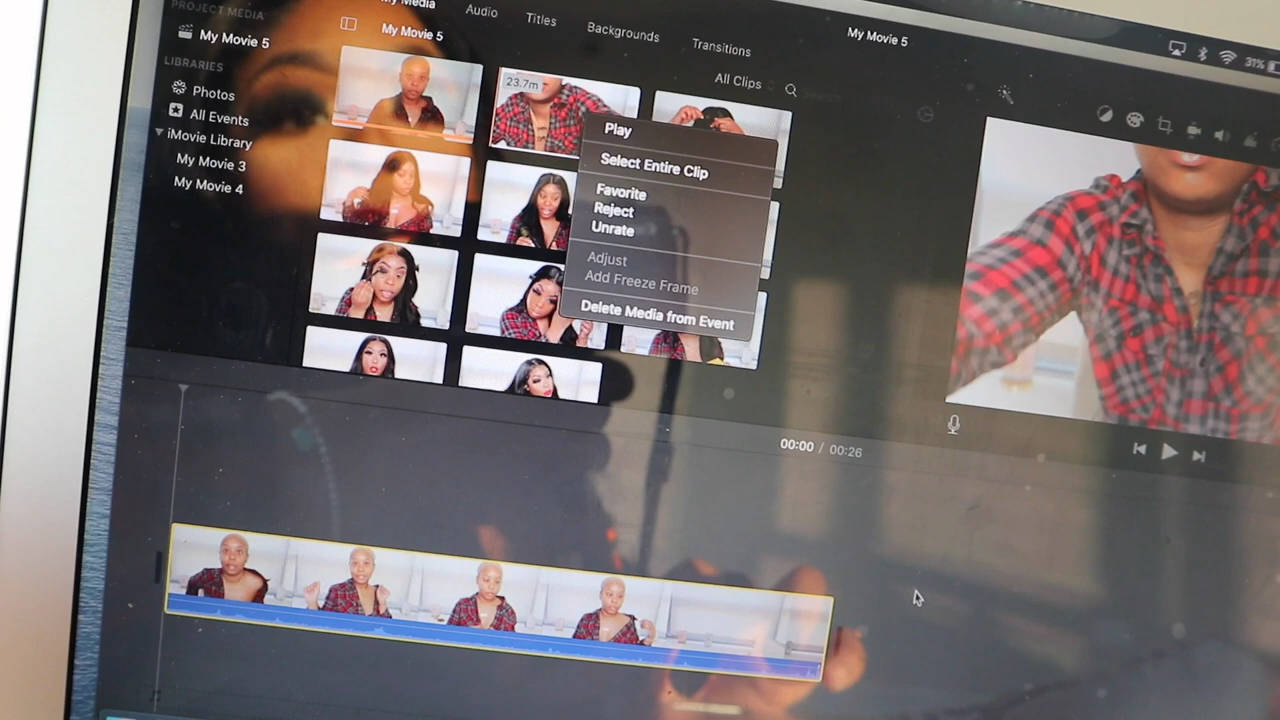 PROJECT MEDIA
My Movie 5
LIBRARIES
Photos
All Events
iMovie Library
My Movie 3
My Movie 4
My Media
Audio
Titles
Backgrounds
Transitions
My Movie 5
All Clips
My Movie 5
31%
23.7m
Play
Select Entire Clip
Favorite
Reject
Unrate
Adjust
Add Freeze Frame
Delete Media from Event
00:00 / 00:26